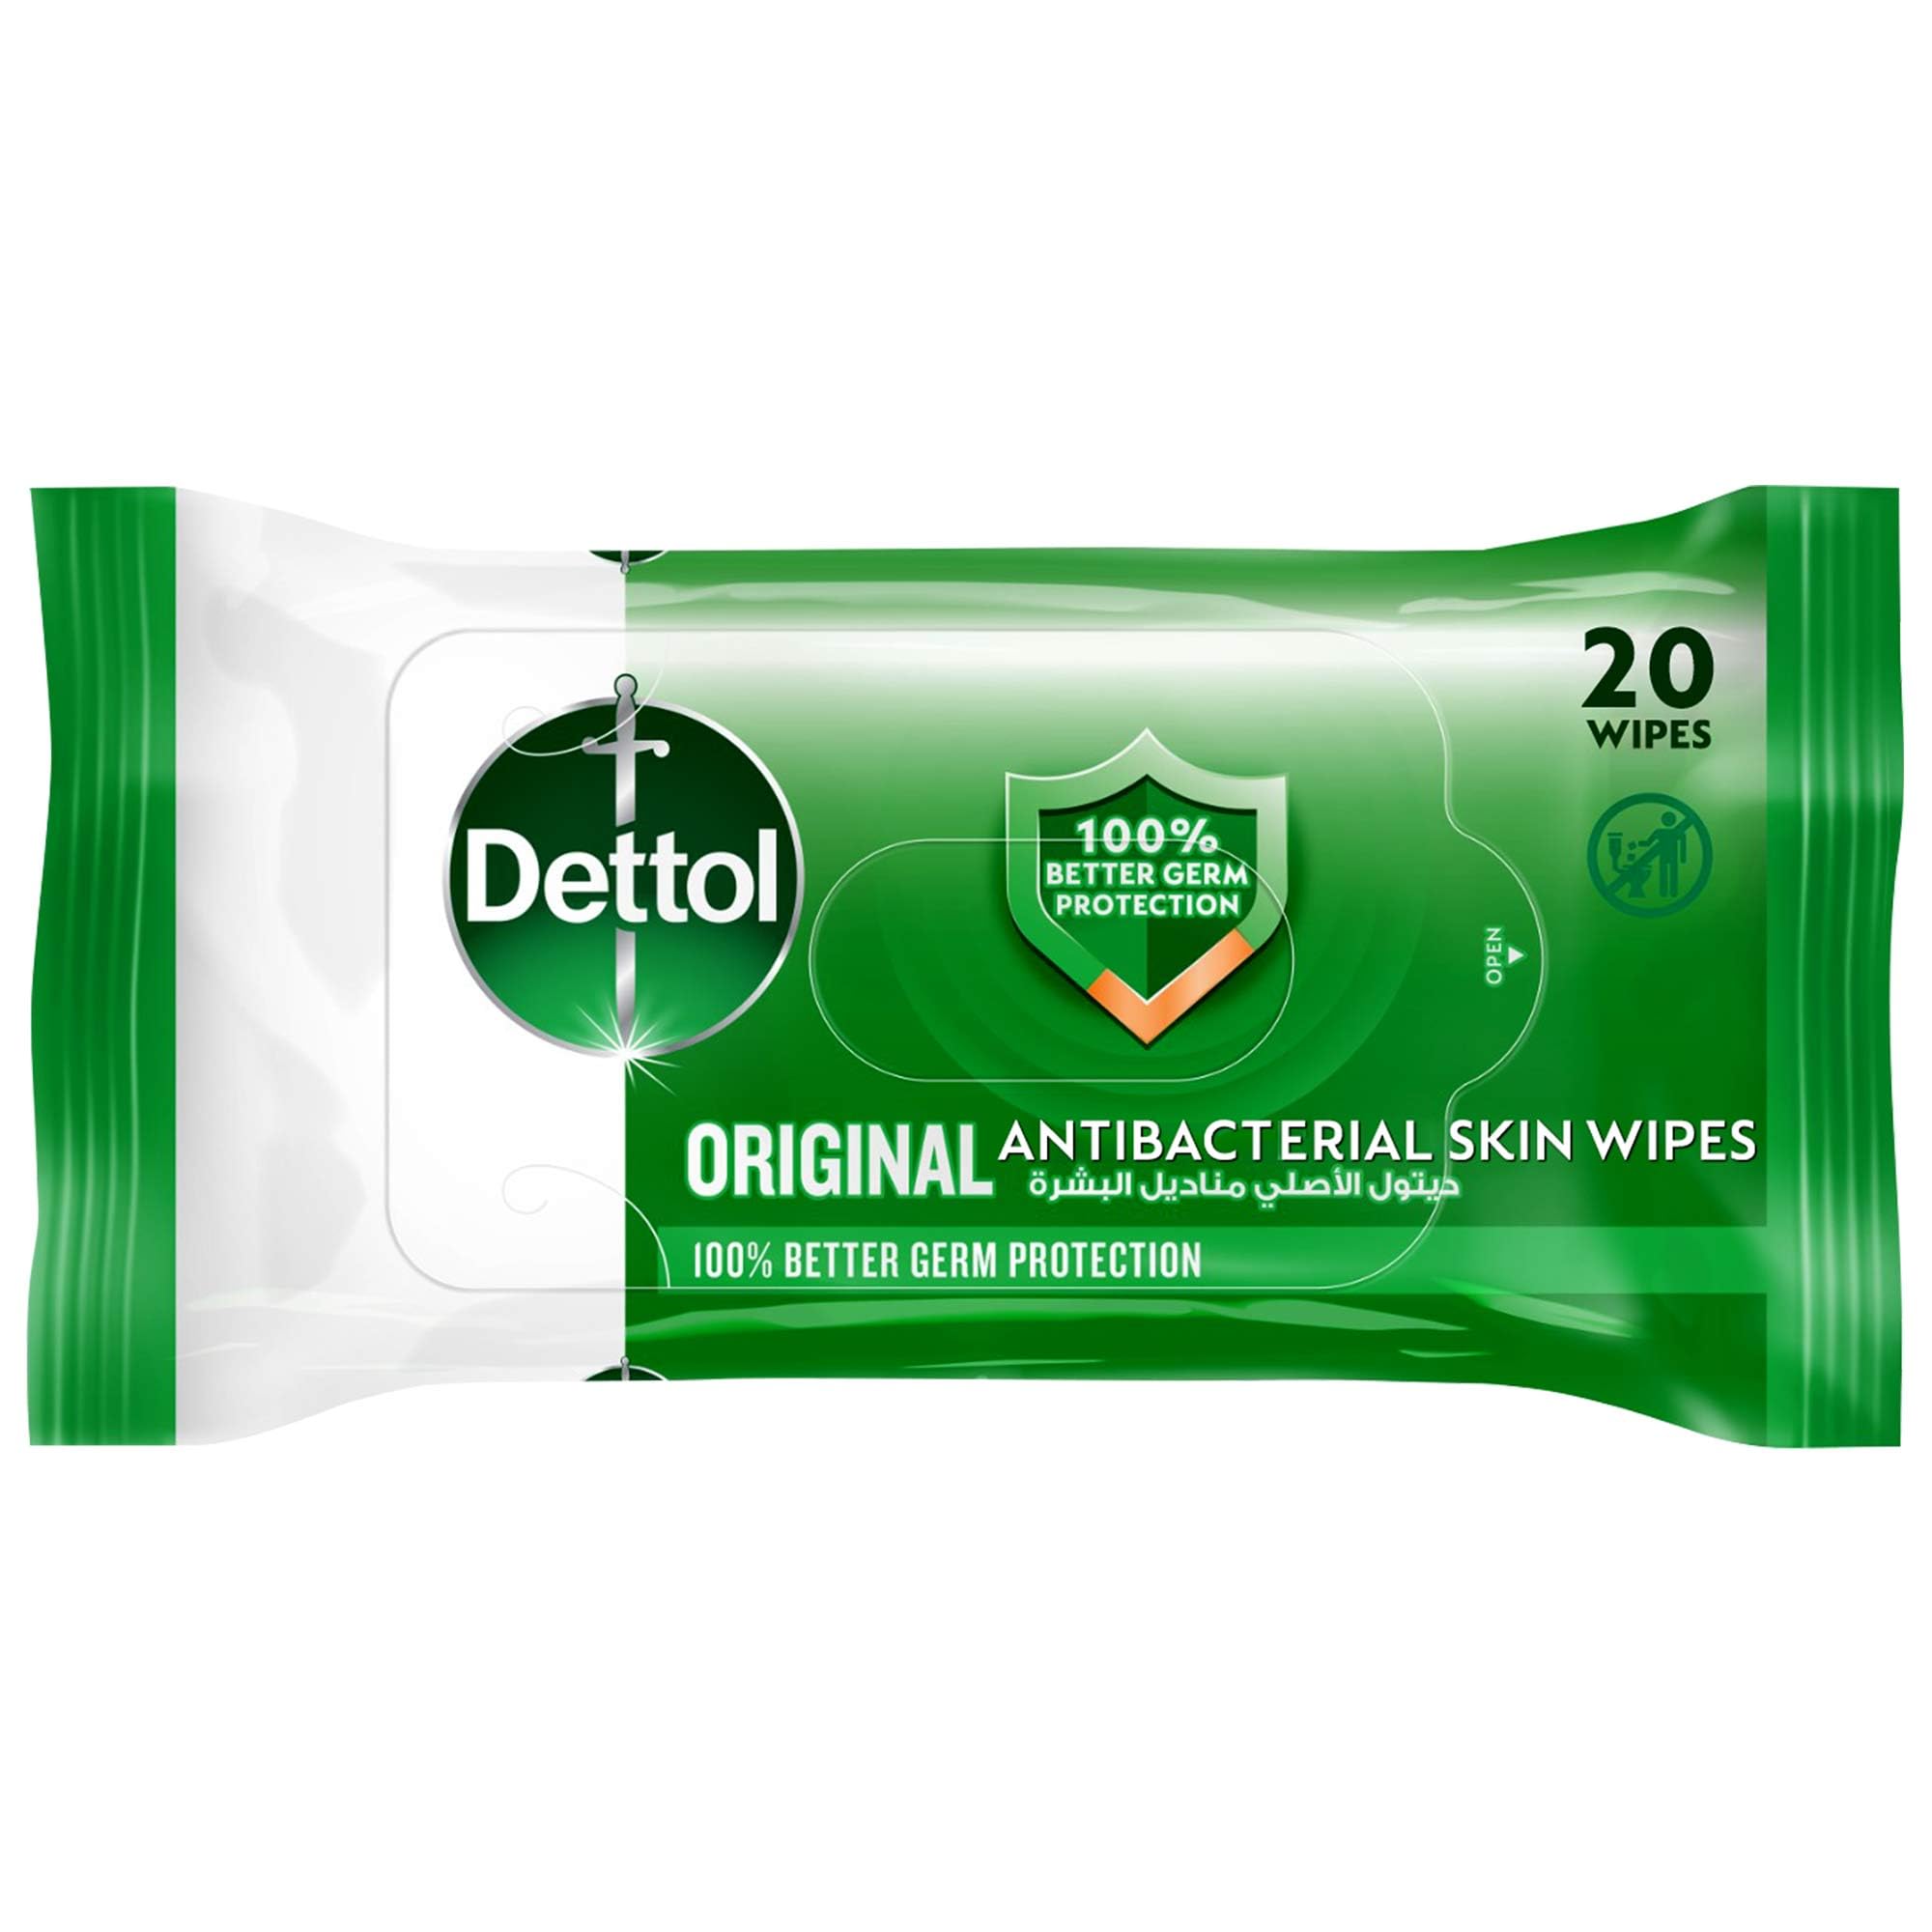 20
WIPES
Dettol
100%
BETTER GERM
PROTECTION
OPEN
ORIGINAL ANTIBACTERIAL SKIN WIPES
ديتول الأصلي مناديل البشرة
100% BETTER GERM PROTECTION